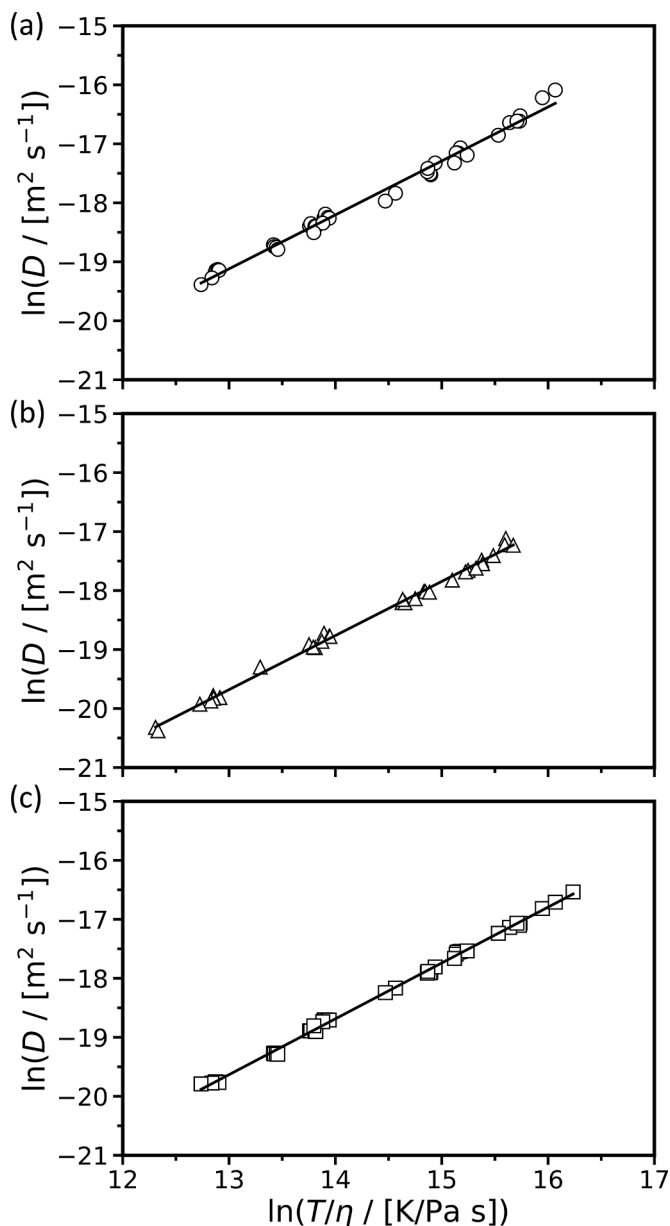 (a)
−15
−16
−17
−18
−19
−20
−21
ln(D / [m² s⁻¹])
(b)
−15
−16
−17
−18
−19
−20
−21
ln(D / [m² s⁻¹])
(c)
−15
−16
−17
−18
−19
−20
−21
ln(D / [m² s⁻¹])
12 13 14 15 16 17
ln(T/η / [K/Pa s])